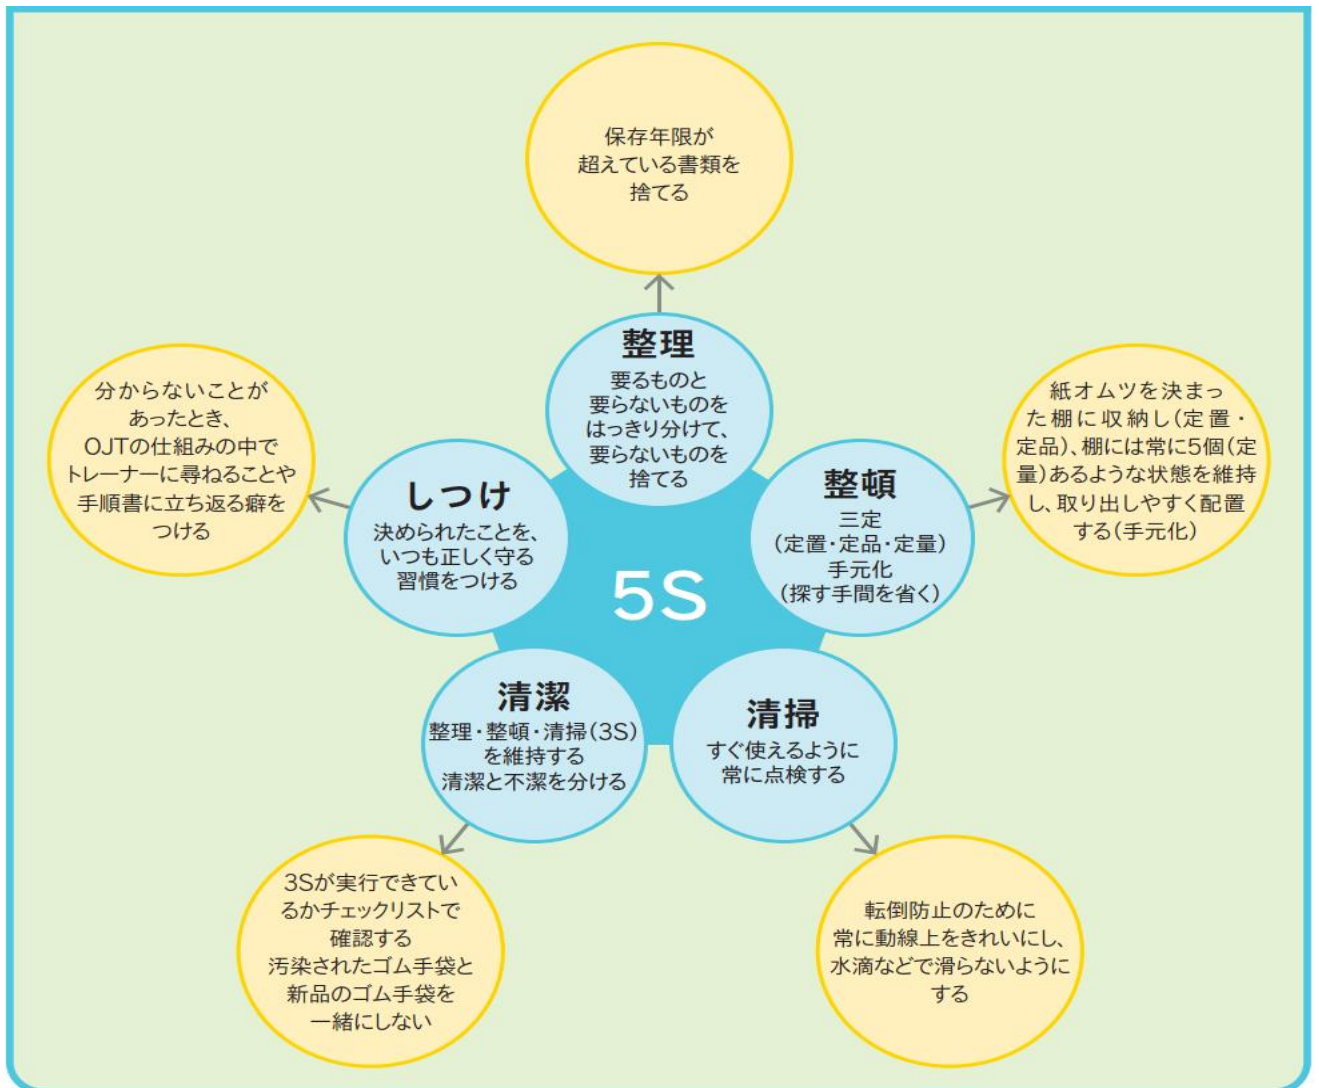 保存年限が
超えている書類を
捨てる
整理
要るものと
要らないものを
はっきり分けて、
要らないものを
捨てる
分からないことが
あったとき、
OJTの仕組みの中で
トレーナーに尋ねることや
手順書に立ち返る癖を
つける
しつけ
決められたことを、
いつも正しく守る
習慣をつける
5S
整頓
三定
(定置・定品・定量)
手元化
(探す手間を省く)
紙オムツを決まっ
た棚に収納し(定置・
定品)、棚には常に5個(定
量)あるような状態を維持
し、取り出しやすく配置
する(手元化)
清潔
整理・整頓・清掃(3S)
を維持する
清潔と不潔を分ける
清掃
すぐ使えるように
常に点検する
3Sが実行できてい
るかチェックリストで
確認する
汚染されたゴム手袋と
新品のゴム手袋を
一緒にしない
転倒防止のために
常に動線上をきれいにし、
水滴などで滑らないように
する